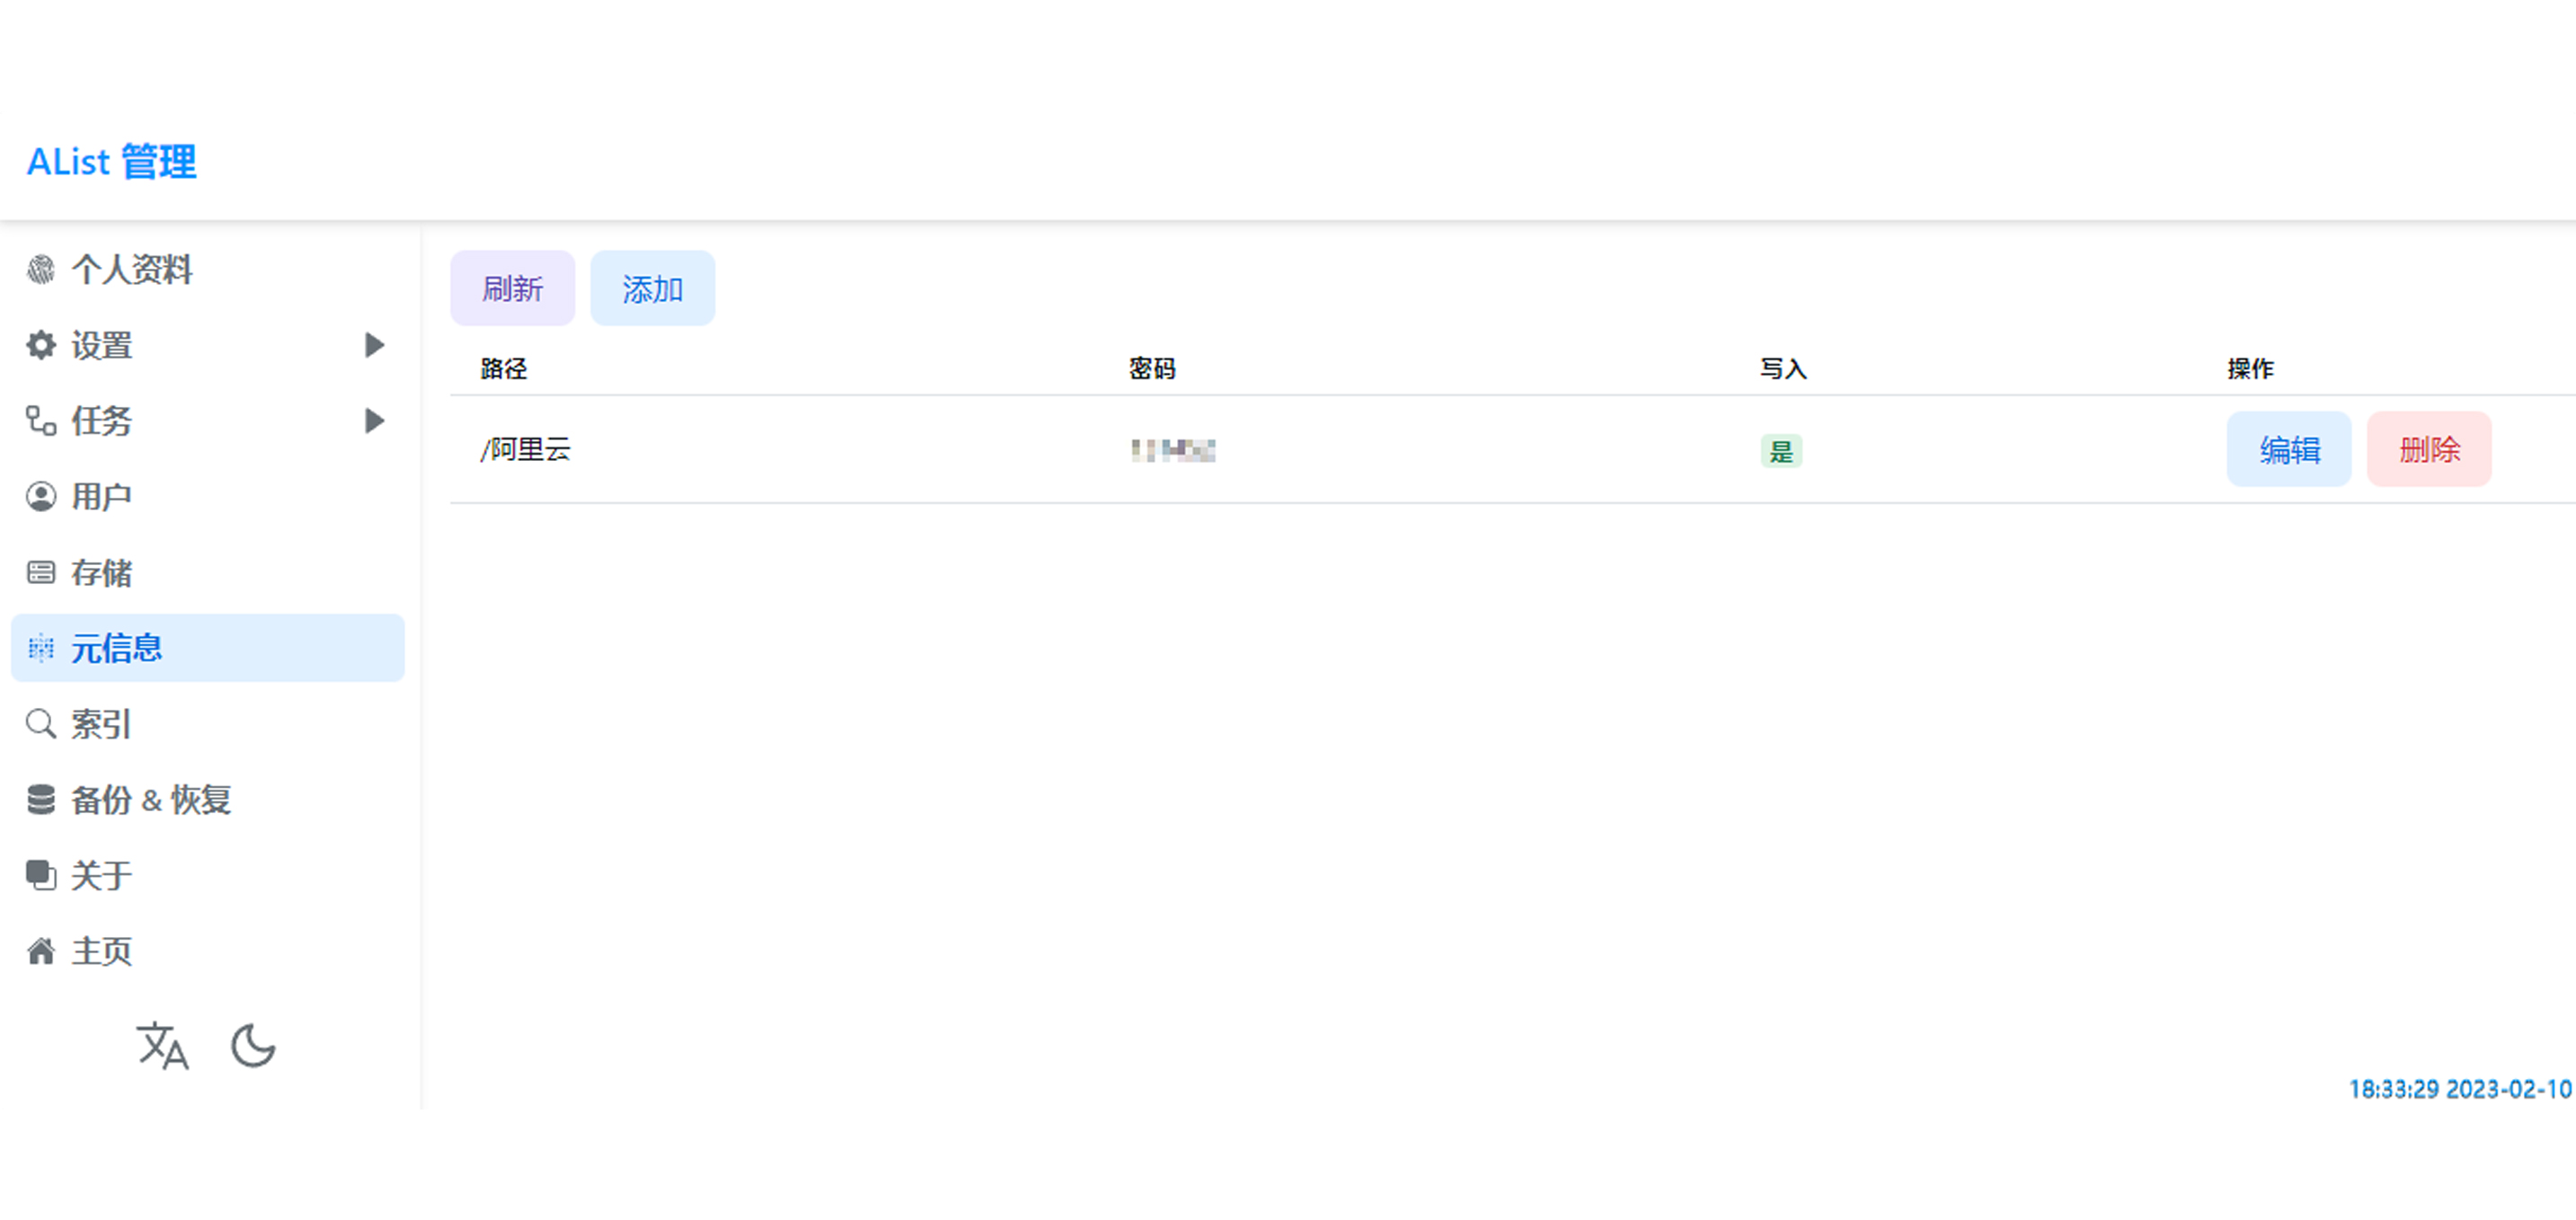 AList 管理
个人资料
设置
任务
用户
存储
元信息
索引
备份 & 恢复
关于
主页
刷新 添加
路径 密码 写入 操作
/阿里云 是 编辑 删除
18:33:29 2023-02-10